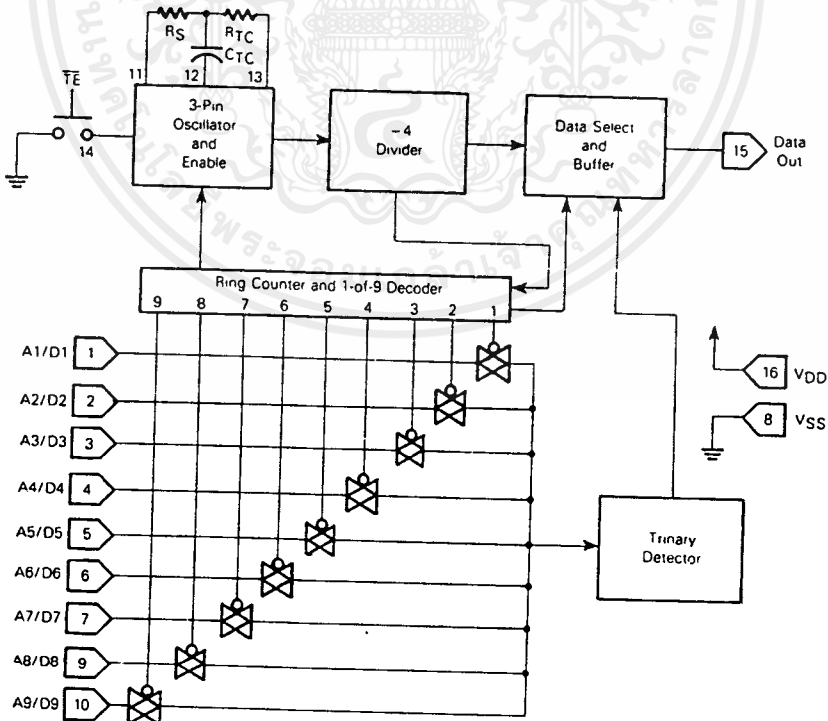 RS RTC
CTC
11 12 13
TE
14
3-Pin
Oscillator
and
Enable
-4
Divider
Data Select
and
Buffer
15
Data
Out
Ring Counter and 1-of-9 Decoder
9 8 7 6 5 4 3 2 1
A1/D1 1
A2/D2 2
A3/D3 3
A4/D4 4
A5/D5 5
A6/D6 6
A7/D7 7
A8/D8 9
A9/D9 10
16 VDD
8 VSS
Trinary
Detector